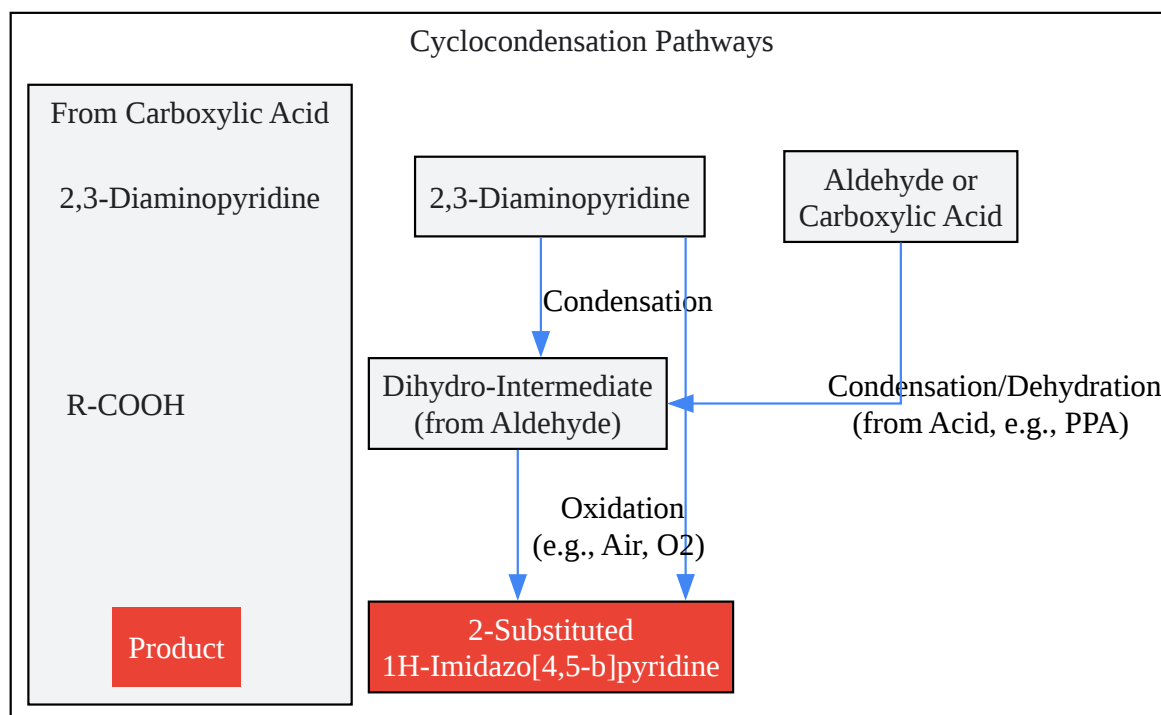 Cyclocondensation Pathways
From Carboxylic Acid
2,3-Diaminopyridine
R-COOH
Product
2,3-Diaminopyridine
Aldehyde or
Carboxylic Acid
Condensation
Dihydro-Intermediate
(from Aldehyde)
Condensation/Dehydration
(from Acid, e.g., PPA)
Oxidation
(e.g., Air, O2)
2-Substituted
1H-Imidazo[4,5-b]pyridine